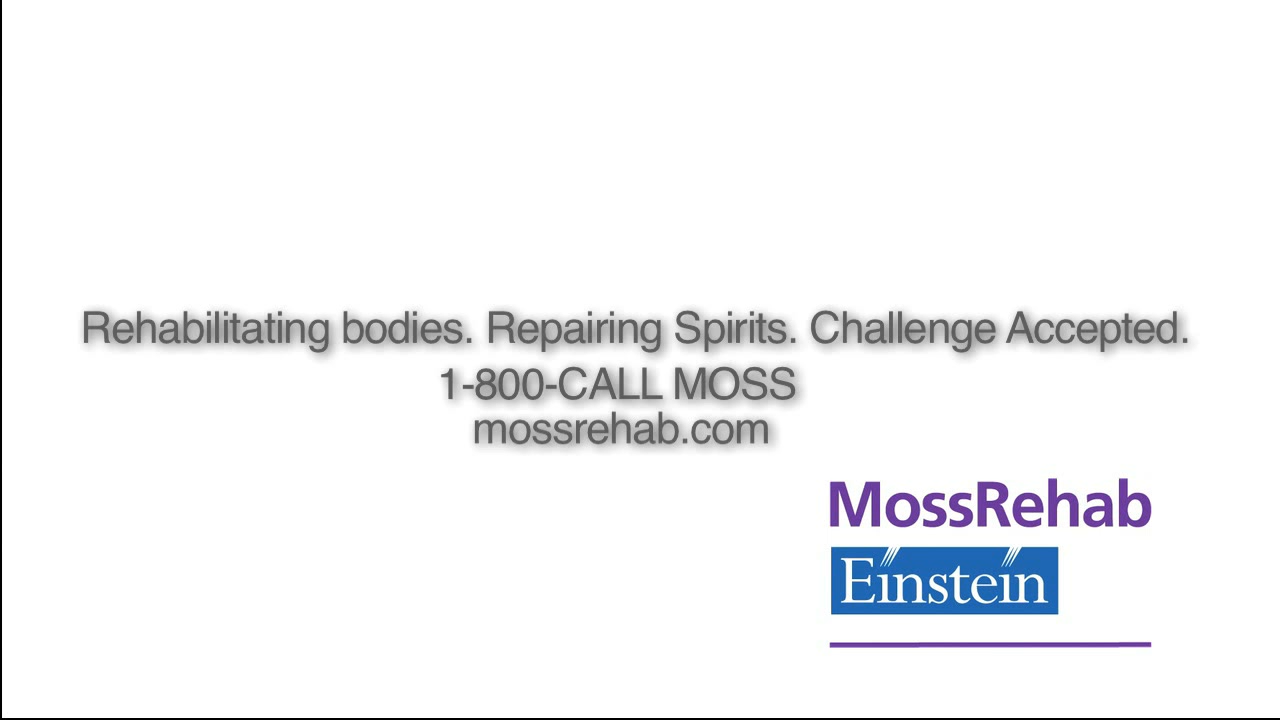 Rehabilitating bodies. Repairing Spirits. Challenge Accepted.
1-800-CALL MOSS
mossrehab.com
MossRehab
Einstein